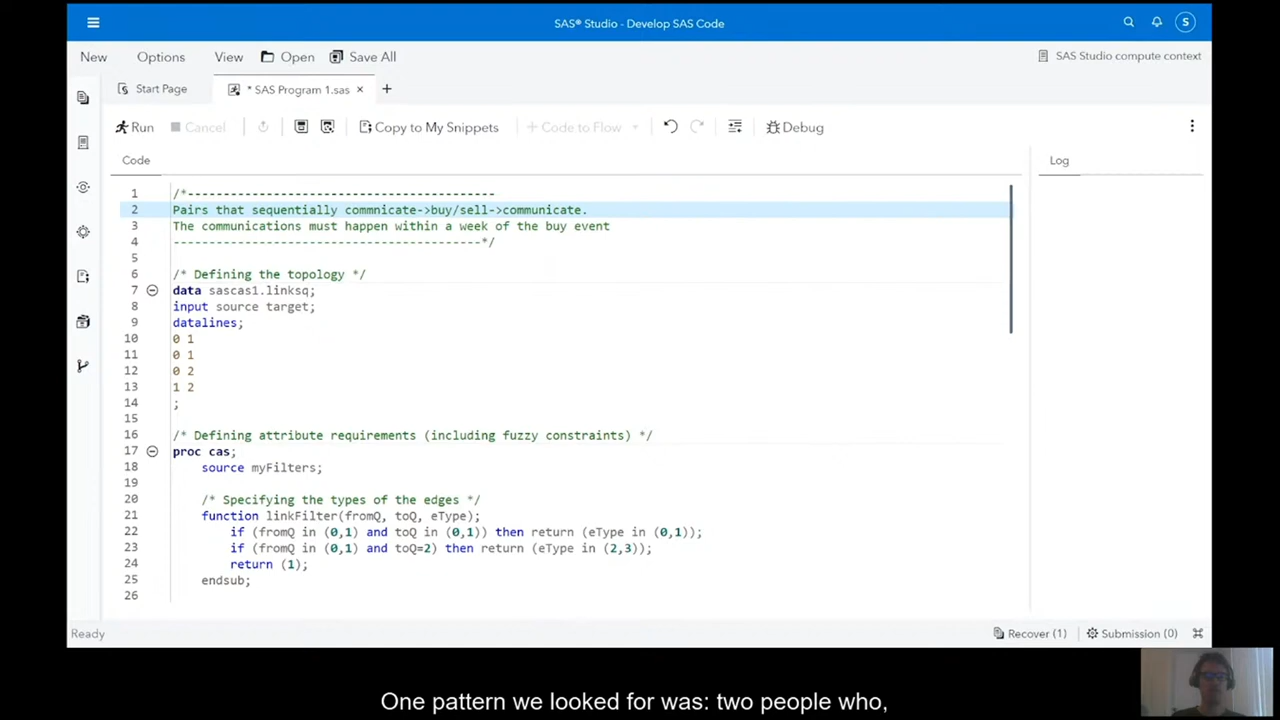 SAS® Studio - Develop SAS Code
S
New Options View Open Save All SAS Studio compute context
Start Page * SAS Program 1.sas × +
Run Cancel Copy to My Snippets + Code to Flow Debug
Code
Log
1 /*-------------------------------------------
2 Pairs that sequentially commnicate->buy/sell->communicate.
3 The communications must happen within a week of the buy event
4 -------------------------------------------*/
5
6 /* Defining the topology */
7 data sascas1.linksq;
8 input source target;
9 datalines;
10 0 1
11 0 1
12 0 2
13 1 2
14 ;
15
16 /* Defining attribute requirements (including fuzzy constraints) */
17 proc cas;
18 source myFilters;
19
20 /* Specifying the types of the edges */
21 function linkFilter(fromQ, toQ, eType);
22 if (fromQ in (0,1) and toQ in (0,1)) then return (eType in (0,1));
23 if (fromQ in (0,1) and toQ=2) then return (eType in (2,3));
24 return (1);
25 endsub;
26
Ready Recover (1) Submission (0)
One pattern we looked for was: two people who,